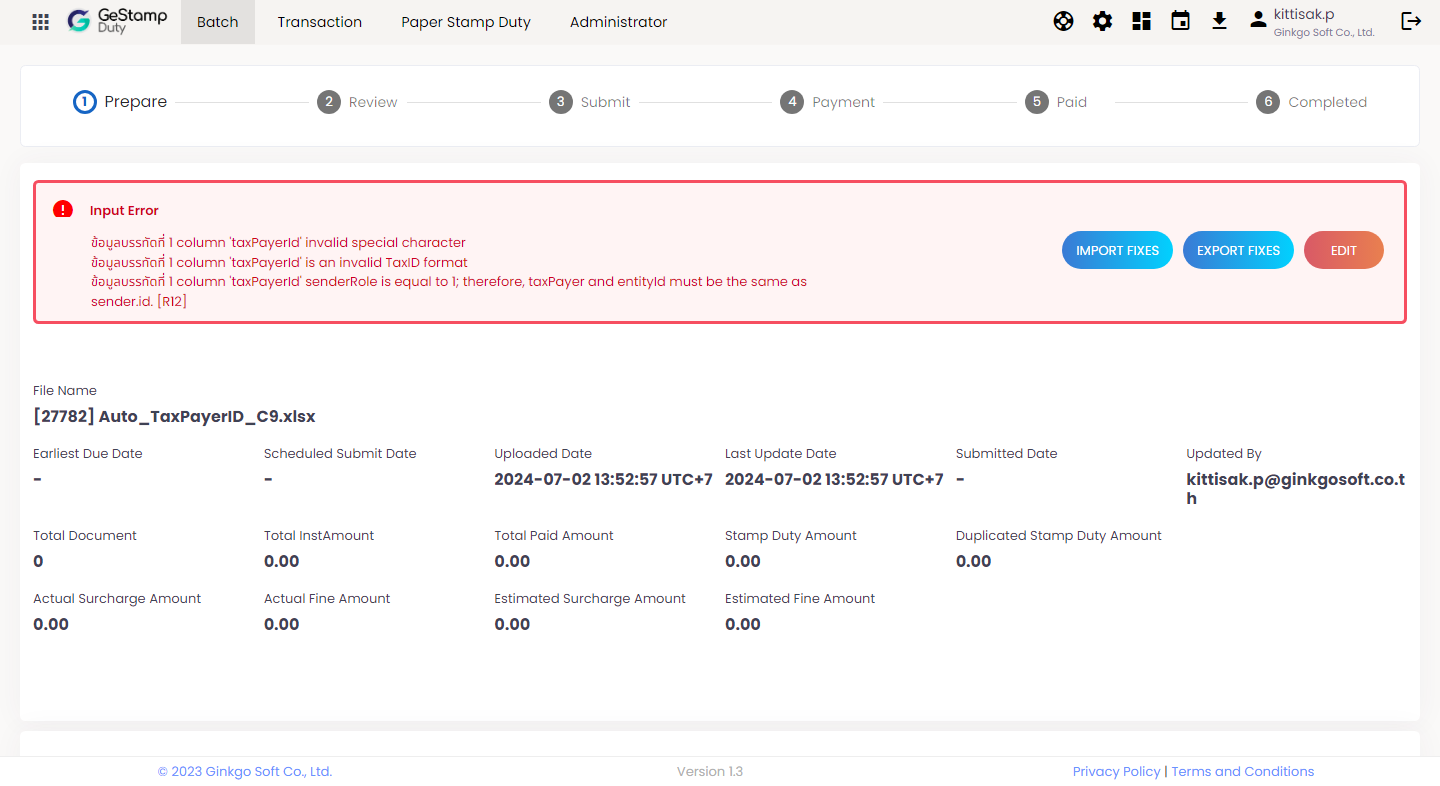 GeStamp
Duty
Batch
Transaction
Paper Stamp Duty
Administrator
kittisak.p
Ginkgo Soft Co., Ltd.
1 Prepare
2 Review
3 Submit
4 Payment
5 Paid
6 Completed
Input Error
ข้อมูลบรรทัดที่ 1 column 'taxPayerId' invalid special character
ข้อมูลบรรทัดที่ 1 column 'taxPayerId' is an invalid TaxID format
ข้อมูลบรรทัดที่ 1 column 'taxPayerId' senderRole is equal to 1; therefore, taxPayer and entityId must be the same as
sender.id. [R12]
IMPORT FIXES
EXPORT FIXES
EDIT
File Name
[27782] Auto_TaxPayerID_C9.xlsx
Earliest Due Date
-
Scheduled Submit Date
-
Uploaded Date
2024-07-02 13:52:57 UTC+7
Last Update Date
2024-07-02 13:52:57 UTC+7
Submitted Date
-
Updated By
kittisak.p@ginkgosoft.co.t
h
Total Document
0
Total InstAmount
0.00
Total Paid Amount
0.00
Stamp Duty Amount
0.00
Duplicated Stamp Duty Amount
0.00
Actual Surcharge Amount
0.00
Actual Fine Amount
0.00
Estimated Surcharge Amount
0.00
Estimated Fine Amount
0.00
© 2023 Ginkgo Soft Co., Ltd.
Version 1.3
Privacy Policy | Terms and Conditions